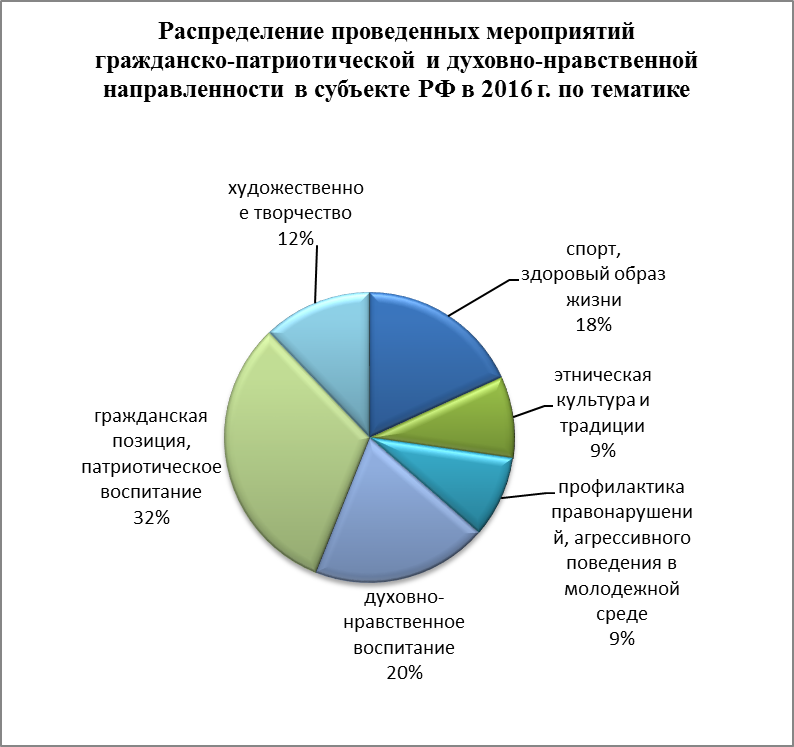 Распределение проведенных мероприятий
гражданско-патриотической и духовно-нравственной
направленности в субъекте РФ в 2016 г. по тематике
художественно
е творчество
12%
спорт,
здоровый образ
жизни
18%
этническая
культура и
традиции
9%
профилактика
правонарушени
й, агрессивного
поведения в
молодежной
среде
9%
духовно-
нравственное
воспитание
20%
гражданская
позиция,
патриотическое
воспитание
32%